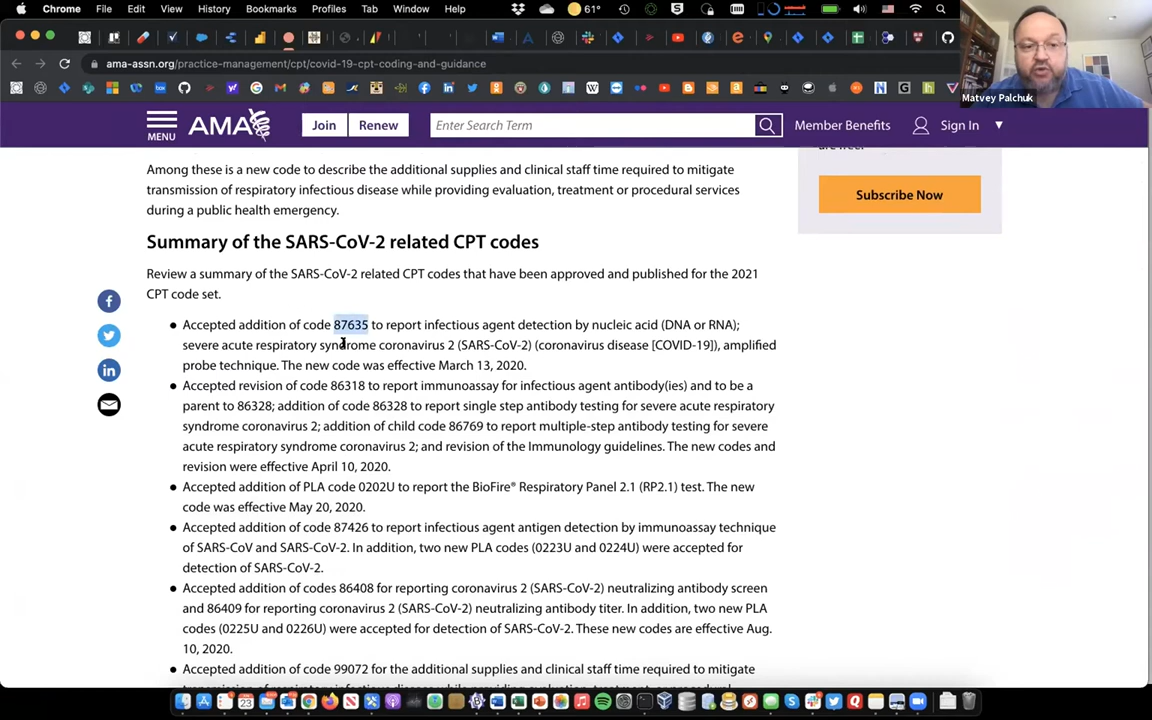 Chrome File Edit View History Bookmarks Profiles Tab Window Help 61°
ama-assn.org/practice-management/cpt/covid-19-cpt-coding-and-guidance
Matvey Palchuk
MENU AMA Join Renew Enter Search Term Member Benefits Sign In
are free.
Subscribe Now
Among these is a new code to describe the additional supplies and clinical staff time required to mitigate
transmission of respiratory infectious disease while providing evaluation, treatment or procedural services
during a public health emergency.
Summary of the SARS-CoV-2 related CPT codes
Review a summary of the SARS-CoV-2 related CPT codes that have been approved and published for the 2021
CPT code set.
Accepted addition of code 87635 to report infectious agent detection by nucleic acid (DNA or RNA);
severe acute respiratory syndrome coronavirus 2 (SARS-CoV-2) (coronavirus disease [COVID-19]), amplified
probe technique. The new code was effective March 13, 2020.
Accepted revision of code 86318 to report immunoassay for infectious agent antibody(ies) and to be a
parent to 86328; addition of code 86328 to report single step antibody testing for severe acute respiratory
syndrome coronavirus 2; addition of child code 86769 to report multiple-step antibody testing for severe
acute respiratory syndrome coronavirus 2; and revision of the Immunology guidelines. The new codes and
revision were effective April 10, 2020.
Accepted addition of PLA code 0202U to report the BioFire® Respiratory Panel 2.1 (RP2.1) test. The new
code was effective May 20, 2020.
Accepted addition of code 87426 to report infectious agent antigen detection by immunoassay technique
of SARS-CoV and SARS-CoV-2. In addition, two new PLA codes (0223U and 0224U) were accepted for
detection of SARS-CoV-2.
Accepted addition of codes 86408 for reporting coronavirus 2 (SARS-CoV-2) neutralizing antibody screen
and 86409 for reporting coronavirus 2 (SARS-CoV-2) neutralizing antibody titer. In addition, two new PLA
codes (0225U and 0226U) were accepted for detection of SARS-CoV-2. These new codes are effective Aug.
10, 2020.
Accepted addition of code 99072 for the additional supplies and clinical staff time required to mitigate